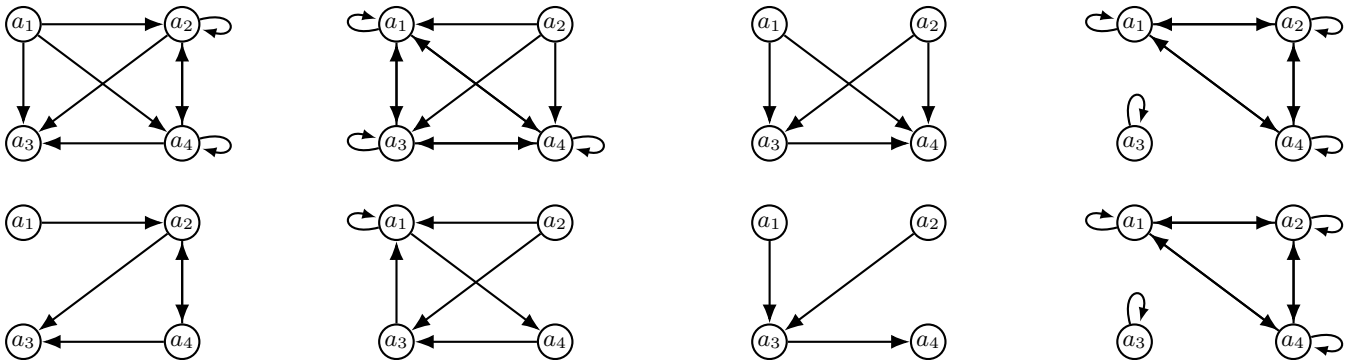 a₁ a₂ a₁ a₂ a₁ a₂ a₁ a₂
a₃ a₄ a₃ a₄ a₃ a₄ a₃ a₄
a₁ a₂ a₁ a₂ a₁ a₂ a₁ a₂
a₃ a₄ a₃ a₄ a₃ a₄ a₃ a₄